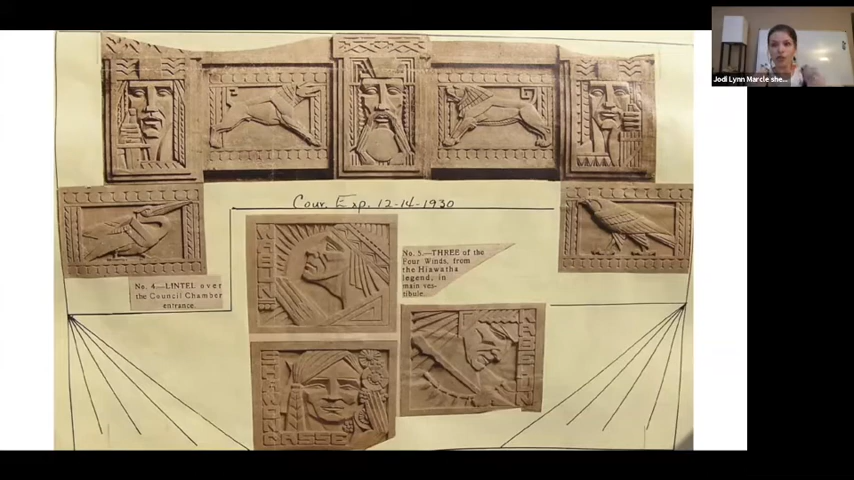 Jodi Lynn Marcle she...
Cour. Exp. 12-14-1930
No. 5.—THREE of the
Four Winds, from
the Hiawatha
legend, in
main ves-
tibule.
No. 4—LINTEL over
the Council Chamber
entrance.